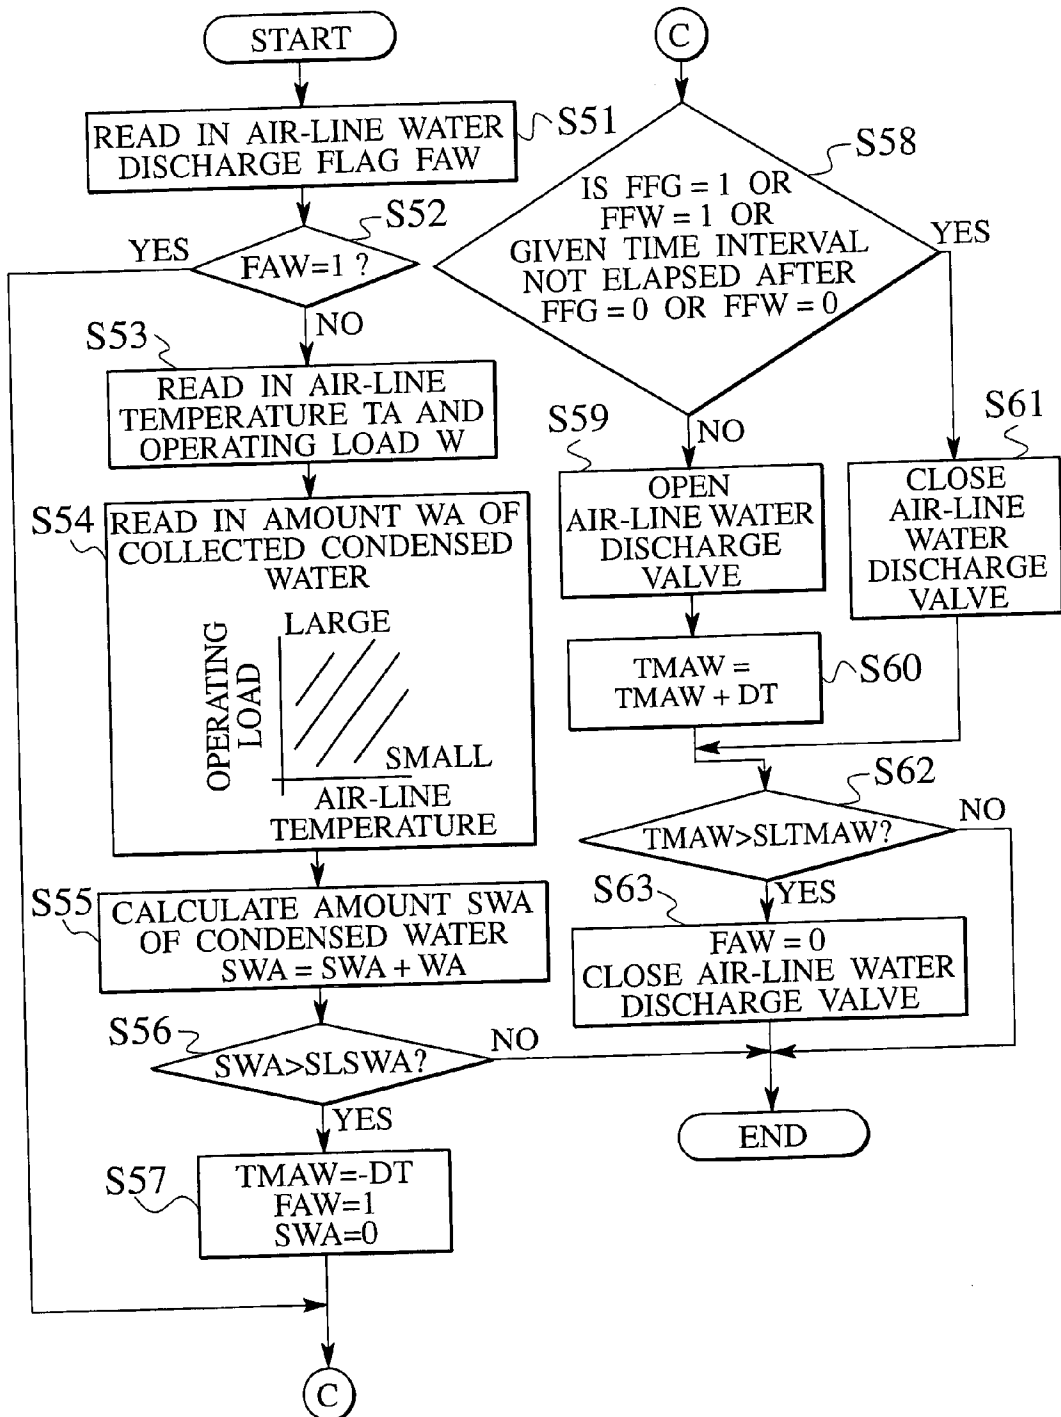 START
READ IN AIR-LINE WATER
DISCHARGE FLAG FAW
S51
S52
YES
FAW=1 ?
NO
S53
READ IN AIR-LINE
TEMPERATURE TA AND
OPERATING LOAD W
S54
READ IN AMOUNT WA OF
COLLECTED CONDENSED
WATER
LARGE
OPERATING
LOAD
SMALL
AIR-LINE
TEMPERATURE
S55
CALCULATE AMOUNT SWA
OF CONDENSED WATER
SWA = SWA + WA
S56
SWA>SLSWA?
NO
YES
S57
TMAW=-DT
FAW=1
SWA=0
C
C
S58
IS FFG = 1 OR
FFW = 1 OR
GIVEN TIME INTERVAL
NOT ELAPSED AFTER
FFG = 0 OR FFW = 0
YES
NO
S59
OPEN
AIR-LINE WATER
DISCHARGE
VALVE
S61
CLOSE
AIR-LINE
WATER
DISCHARGE
VALVE
TMAW =
TMAW + DT
S60
S62
TMAW>SLTMAW?
NO
YES
S63
FAW = 0
CLOSE AIR-LINE WATER
DISCHARGE VALVE
END